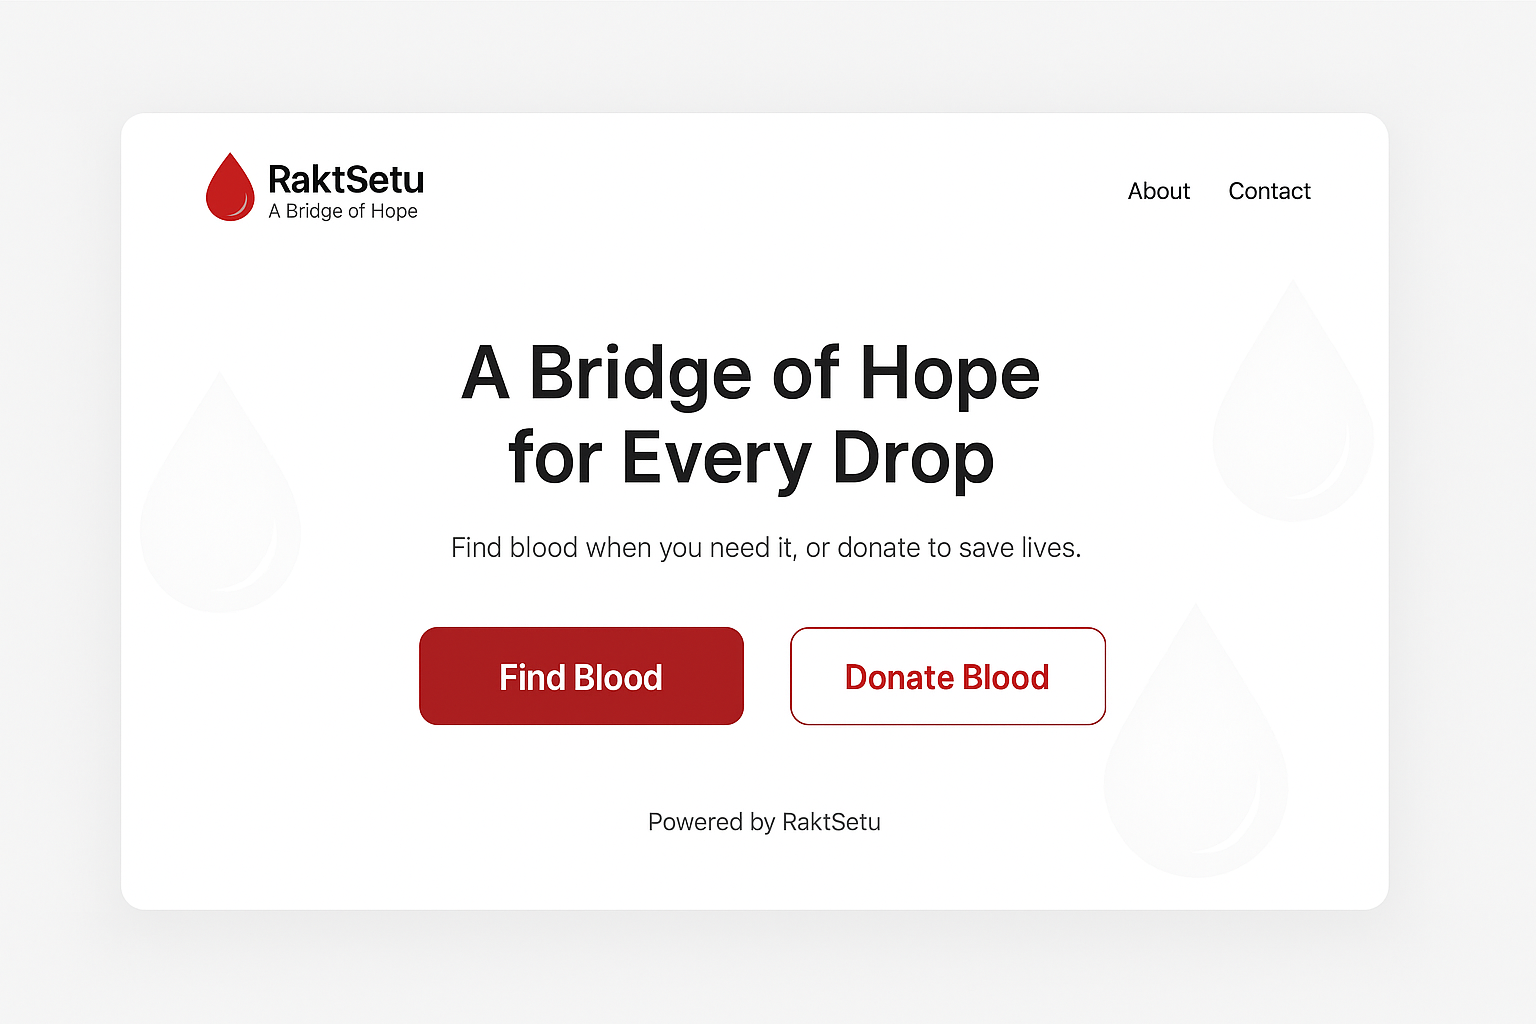 RaktSetu
A Bridge of Hope
About
Contact
A Bridge of Hope
for Every Drop
Find blood when you need it, or donate to save lives.
Find Blood
Donate Blood
Powered by RaktSetu